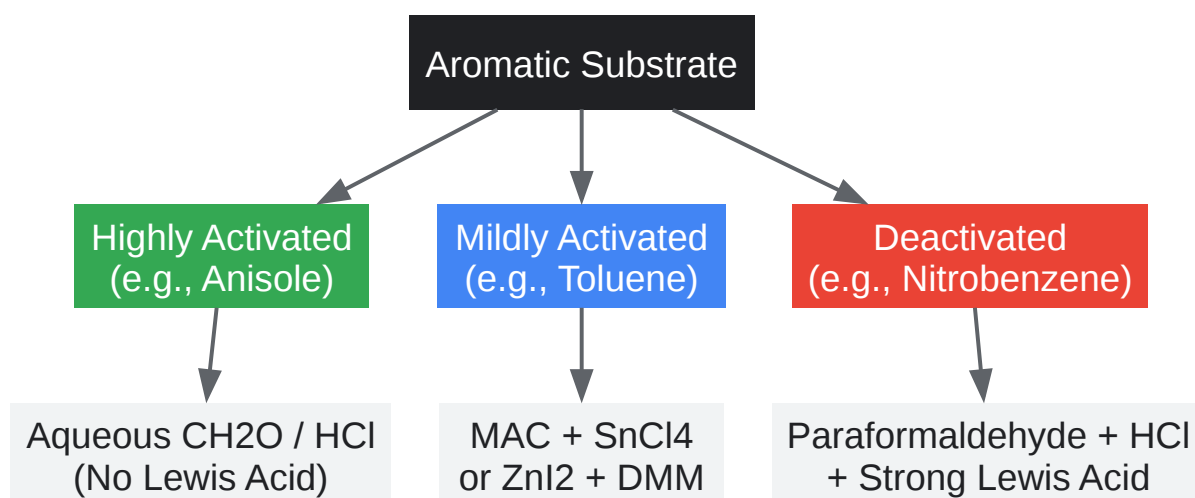 Aromatic Substrate
Highly Activated
(e.g., Anisole)
Mildly Activated
(e.g., Toluene)
Deactivated
(e.g., Nitrobenzene)
Aqueous CH2O / HCl
(No Lewis Acid)
MAC + SnCl4
or ZnI2 + DMM
Paraformaldehyde + HCl
+ Strong Lewis Acid